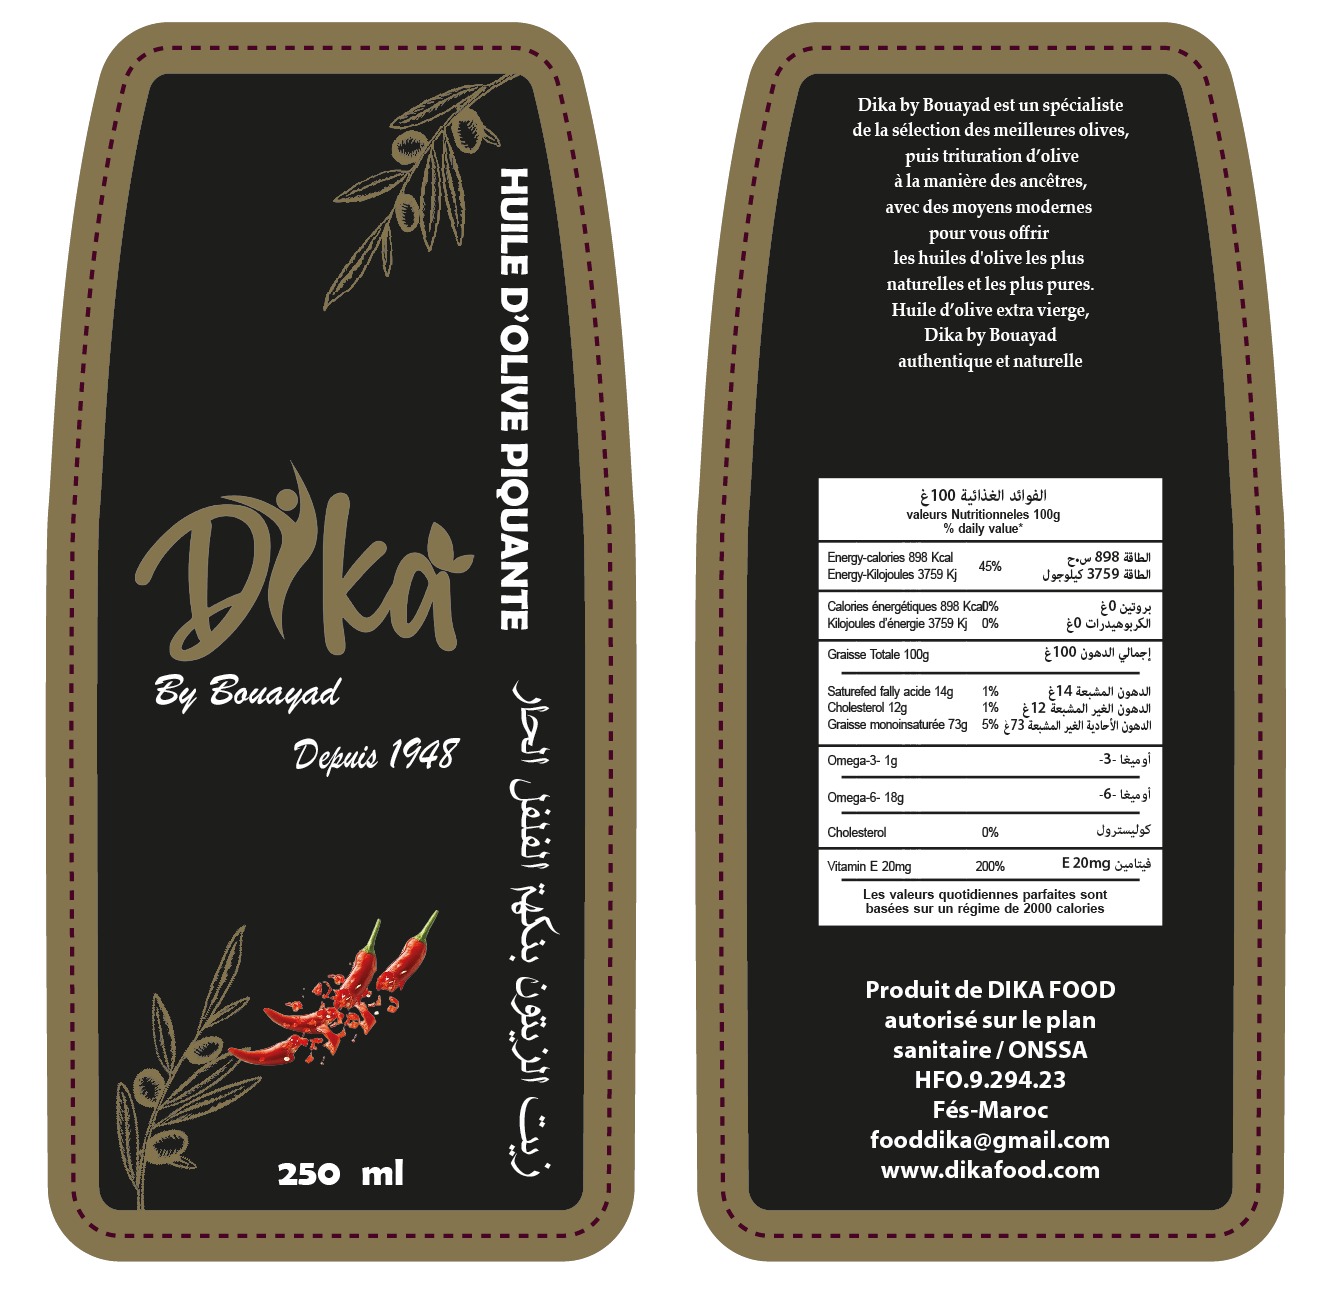 HUILE D’OLIVE PIQUANTE
زيت الزيتون بنكهة الفلفل الحار
Dika
By Bouayad
Depuis 1948
250 ml
Dika by Bouayad est un spécialiste
de la sélection des meilleures olives,
puis trituration d’olive
à la manière des ancêtres,
avec des moyens modernes
pour vous offrir
les huiles d'olive les plus
naturelles et les plus pures.
Huile d’olive extra vierge,
Dika by Bouayad
authentique et naturelle
الفوائد الغذائية 100غ
valeurs Nutritionneles 100g
% daily value*
Energy-calories 898 Kcal 45% الطاقة 898 س.ح
Energy-Kilojoules 3759 Kj الطاقة 3759 كيلوجول
Calories énergétiques 898 Kcal 0% بروتين 0غ
Kilojoules d'énergie 3759 Kj 0% الكربوهيدرات 0غ
Graisse Totale 100g إجمالي الدهون 100غ
Saturefed fally acide 14g 1% الدهون المشبعة 14غ
Cholesterol 12g 1% الدهون الغير المشبعة 12غ
Graisse monoinsaturée 73g 5% الدهون الأحادية الغير المشبعة 73غ
Omega-3- 1g أوميغا -3-
Omega-6- 18g أوميغا -6-
Cholesterol 0% كوليسترول
Vitamin E 20mg 200% فيتامين E 20mg
Les valeurs quotidiennes parfaites sont
basées sur un régime de 2000 calories
Produit de DIKA FOOD
autorisé sur le plan
sanitaire / ONSSA
HFO.9.294.23
Fés-Maroc
fooddika@gmail.com
www.dikafood.com